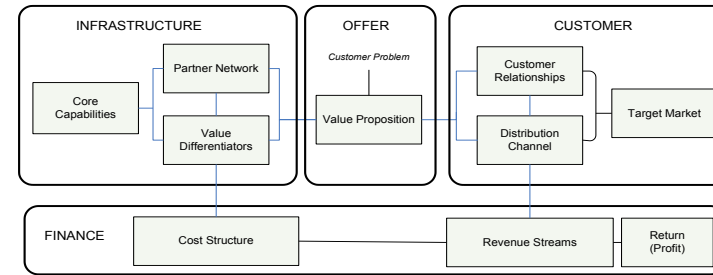 INFRASTRUCTURE
Partner Network
Core
Capabilities
Value
Differentiators
OFFER
Customer Problem
Value Proposition
CUSTOMER
Customer
Relationships
Distribution
Channel
Target Market
FINANCE
Cost Structure
Revenue Streams
Return
(Profit)